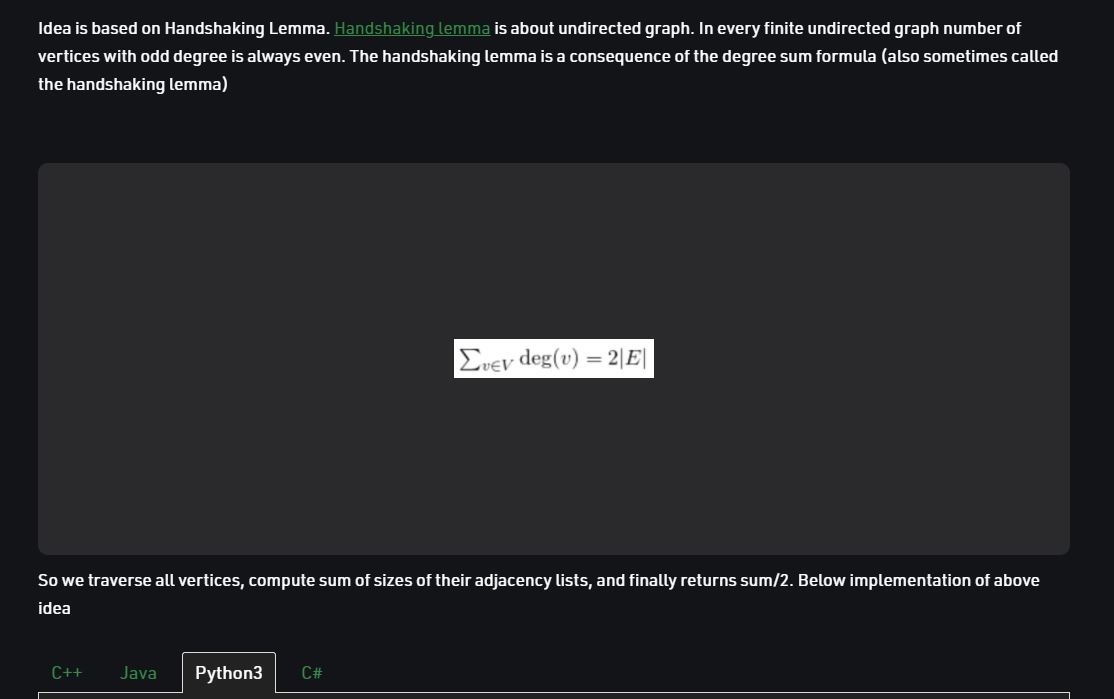 Idea is based on Handshaking Lemma. Handshaking lemma is about undirected graph. In every finite undirected graph number of
vertices with odd degree is always even. The handshaking lemma is a consequence of the degree sum formula (also sometimes called
the handshaking lemma)
∑v∈V deg(v) = 2|E|
So we traverse all vertices, compute sum of sizes of their adjacency lists, and finally returns sum/2. Below implementation of above
idea
C++ Java Python3 C#